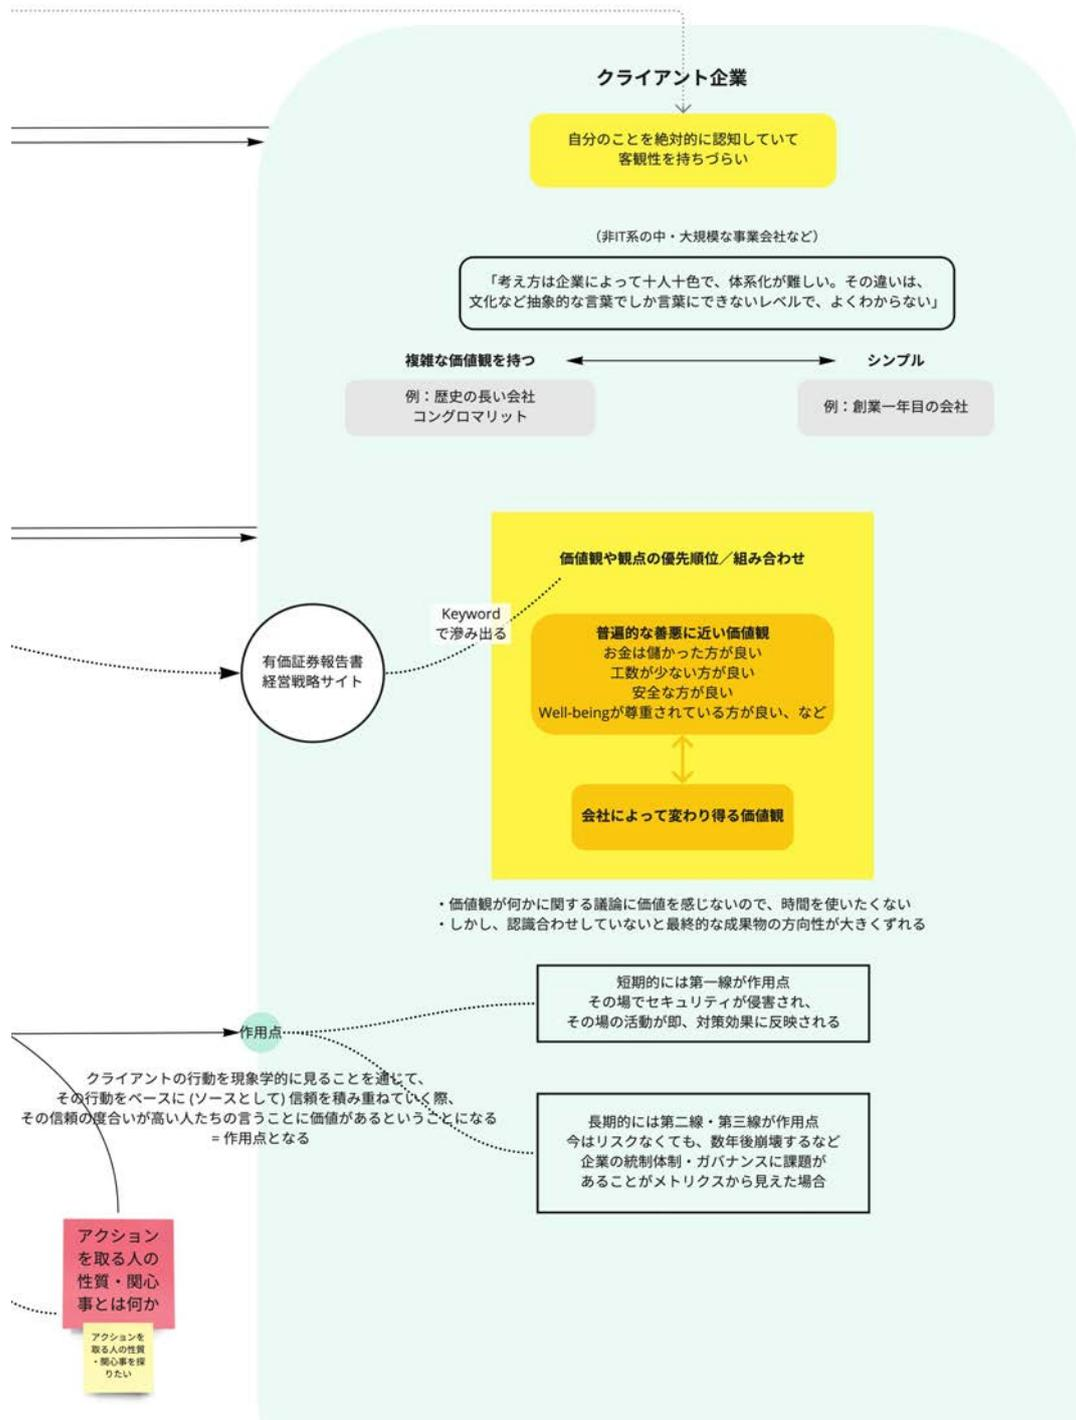 クライアント企業
自分のことを絶対的に認知していて
客観性を持ちづらい
（非IT系の中・大規模な事業会社など）
「考え方は企業によって十人十色で、体系化が難しい。その違いは、
文化など抽象的な言葉でしか言葉にできないレベルで、よくわからない」
複雑な価値観を持つ
シンプル
例：歴史の長い会社
コングロマリット
例：創業一年目の会社
価値観や観点の優先順位／組み合わせ
Keyword
で滲み出る
有価証券報告書
経営戦略サイト
普遍的な善悪に近い価値観
お金は儲かった方が良い
工数が少ない方が良い
安全な方が良い
Well-beingが尊重されている方が良い、など
会社によって変わり得る価値観
・価値観が何かに関する議論に価値を感じないので、時間を使いたくない
・しかし、認識合わせしていないと最終的な成果物の方向性が大きくずれる
短期的には第一線が作用点
その場でセキュリティが侵害され、
その場の活動が即、対策効果に反映される
作用点
クライアントの行動を現象学的に見ることを通じて、
その行動をベースに (ソースとして) 信頼を積み重ねていく際、
その信頼の度合いが高い人たちの言うことに価値があるということになる
= 作用点となる
長期的には第二線・第三線が作用点
今はリスクなくても、数年後崩壊するなど
企業の統制体制・ガバナンスに課題が
あることがメトリクスから見えた場合
アクション
を取る人の
性質・関心
事とは何か
アクションを
取る人の性質
・関心事を探
りたい